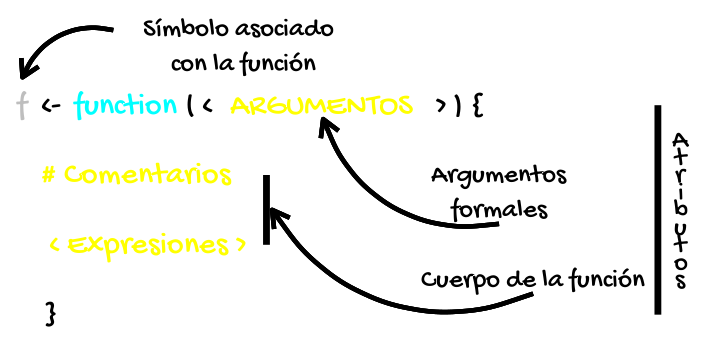 Símbolo asociado
con la función
f <- function (< ARGUMENTOS >) {
# Comentarios
Argumentos
formales
< Expresiones >
Cuerpo de la función
}
Atributos